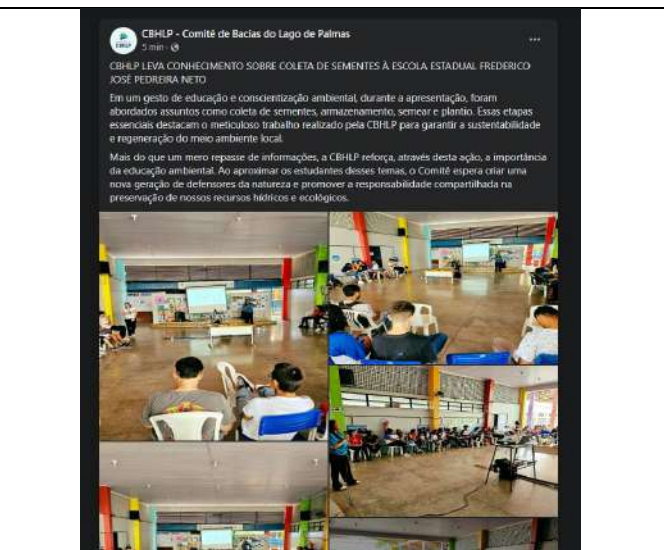 CBHLP - Comitê de Bacias do Lago de Palmas
5 min ·
CBHLP LEVA CONHECIMENTO SOBRE COLETA DE SEMENTES À ESCOLA ESTADUAL FREDERICO
JOSÉ PEDREIRA NETO
Em um gesto de educação e conscientização ambiental, durante a apresentação, foram
abordados assuntos como coleta de sementes, armazenamento, semear e plantio. Essas etapas
essenciais destacam o meticuloso trabalho realizado pela CBHLP para garantir a sustentabilidade
e regeneração do meio ambiente local.
Mais do que um mero repasse de informações, a CBHLP reforça, através desta ação, a importância
da educação ambiental. Ao aproximar os estudantes desses temas, o Comitê espera criar uma
nova geração de defensores da natureza e promover a responsabilidade compartilhada na
preservação de nossos recursos hídricos e ecológicos.